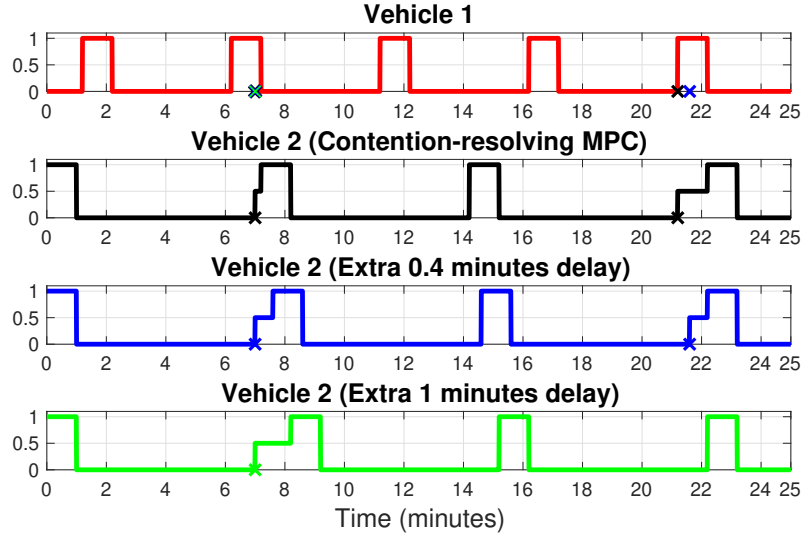 Vehicle 1
1
0.5
0
0 2 4 6 8 10 12 14 16 18 20 22 24 25
Vehicle 2 (Contention-resolving MPC)
1
0.5
0
0 2 4 6 8 10 12 14 16 18 20 22 24 25
Vehicle 2 (Extra 0.4 minutes delay)
1
0.5
0
0 2 4 6 8 10 12 14 16 18 20 22 24 25
Vehicle 2 (Extra 1 minutes delay)
1
0.5
0
0 2 4 6 8 10 12 14 16 18 20 22 24 25
Time (minutes)